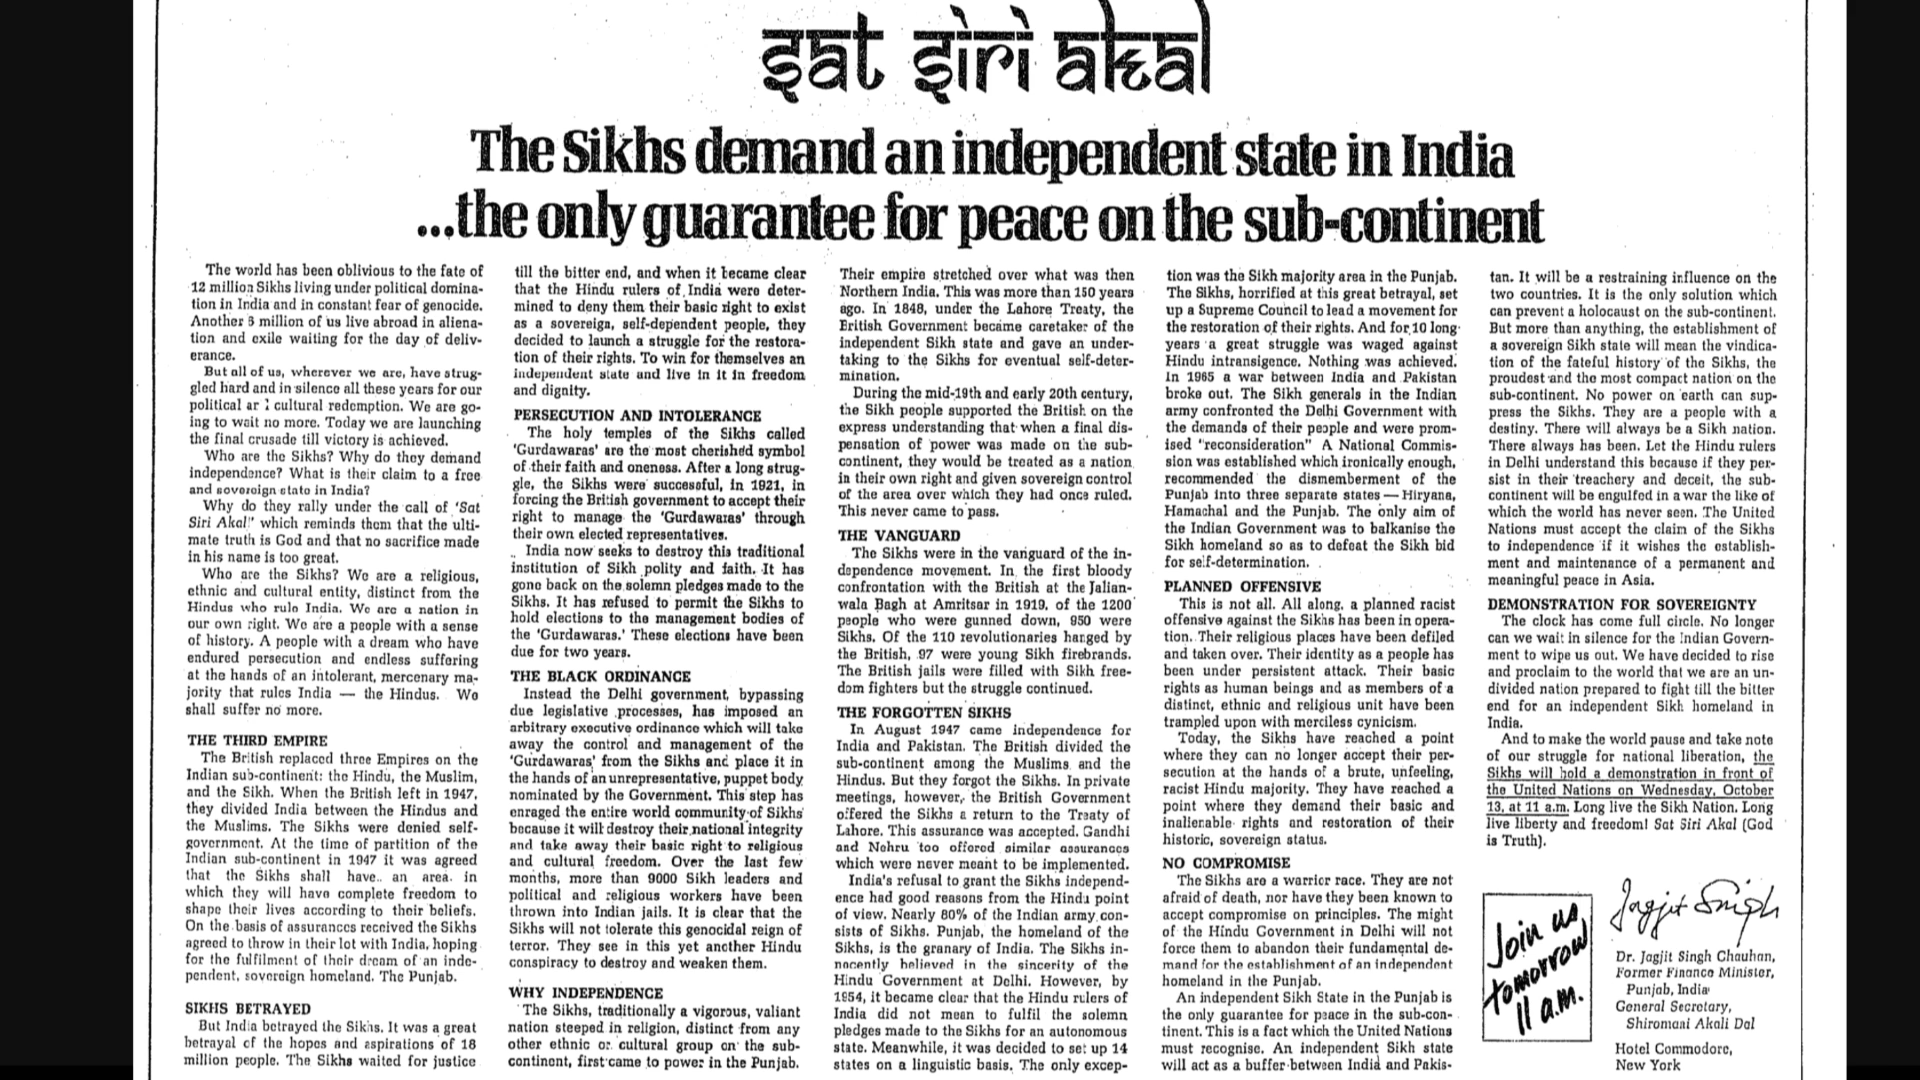 sat siri akal
The Sikhs demand an independent state in India
...the only guarantee for peace on the sub-continent
The world has been oblivious to the fate of
12 million Sikhs living under political domina-
tion in India and in constant fear of genocide.
Another 3 million of us live abroad in aliena-
tion and exile waiting for the day of deliv-
erance.
But all of us, wherever we are, have strug-
gled hard and in silence all these years for our
political cultural redemption. We are go-
ing to wait no more. Today we are launching
the final crusade till victory is achieved.
Who are the Sikhs? Why do they demand
independence? What is their claim to a free
and sovereign state in India?
Why do they rally under the call of 'Sat
Siri Akal' which reminds them that the ulti-
mate truth is God and that no sacrifice made
in his name is too great.
Who are the Sikhs? We are a religious,
ethnic and cultural entity, distinct from the
Hindus who rule India. We are a nation in
our own right. We are a people with a sense
of history. A people with a dream who have
endured persecution and endless suffering
at the hands of an intolerant, mercenary ma-
jority that rules India — the Hindus. We
shall suffer no more.
THE THIRD EMPIRE
The British replaced three Empires on the
Indian sub-continent: the Hindu, the Muslim,
and the Sikh. When the British left in 1947,
they divided India between the Hindus and
the Muslims. The Sikhs were denied self-
government. At the time of partition of the
Indian sub-continent in 1947 it was agreed
that the Sikhs shall have an area in
which they will have complete freedom to
shape their lives according to their beliefs.
On the basis of assurances received the Sikhs
agreed to throw in their lot with India, hoping
for the fulfilment of their dream of an inde-
pendent, sovereign homeland. The Punjab.
SIKHS BETRAYED
But India betrayed the Sikhs. It was a great
betrayal of the hopes and aspirations of 18
million people. The Sikhs waited for justice
till the bitter end, and when it became clear
that the Hindu rulers of India were deter-
mined to deny them their basic right to exist
as a sovereign, self-dependent people, they
decided to launch a struggle for the restora-
tion of their rights. To win for themselves an
independent state and live in it in freedom
and dignity.
PERSECUTION AND INTOLERANCE
The holy temples of the Sikhs called
'Gurdawaras' are the most cherished symbol
of their faith and oneness. After a long strug-
gle, the Sikhs were successful, in 1921, in
forcing the British government to accept their
right to manage the 'Gurdawaras' through
their own elected representatives.
India now seeks to destroy this traditional
institution of Sikh polity and faith. It has
gone back on the solemn pledges made to the
Sikhs. It has refused to permit the Sikhs to
hold elections to the management bodies of
the 'Gurdawaras.' These elections have been
due for two years.
THE BLACK ORDINANCE
Instead the Delhi government, bypassing
due legislative processes, has imposed an
arbitrary executive ordinance which will take
away the control and management of the
'Gurdawaras' from the Sikhs and place it in
the hands of an unrepresentative, puppet body
nominated by the Government. This step has
enraged the entire world community of Sikhs
because it will destroy their national integrity
and take away their basic right to religious
and cultural freedom. Over the last few
months, more than 9000 Sikh leaders and
political and religious workers have been
thrown into Indian jails. It is clear that the
Sikhs will not tolerate this genocidal reign of
terror. They see in this yet another Hindu
conspiracy to destroy and weaken them.
WHY INDEPENDENCE
The Sikhs, traditionally a vigorous, valiant
nation steeped in religion, distinct from any
other ethnic or cultural group on the sub-
continent, first came to power in the Punjab.
Their empire stretched over what was then
Northern India. This was more than 150 years
ago. In 1848, under the Lahore Treaty, the
British Government became caretaker of the
independent Sikh state and gave an under-
taking to the Sikhs for eventual self-deter-
mination.
During the mid-19th and early 20th century,
the Sikh people supported the British on the
express understanding that when a final dis-
pensation of power was made on the sub-
continent, they would be treated as a nation
in their own right and given sovereign control
of the area over which they had once ruled.
This never came to pass.
THE VANGUARD
The Sikhs were in the vanguard of the in-
dependence movement. In the first bloody
confrontation with the British at the Jalian-
wala Bagh at Amritsar in 1919, of the 1200
people who were gunned down, 950 were
Sikhs. Of the 110 revolutionaries hanged by
the British, 97 were young Sikh firebrands.
The British jails were filled with Sikh free-
dom fighters but the struggle continued.
THE FORGOTTEN SIKHS
In August 1947 came independence for
India and Pakistan. The British divided the
sub-continent among the Muslims and the
Hindus. But they forgot the Sikhs. In private
meetings, however, the British Government
offered the Sikhs a return to the Treaty of
Lahore. This assurance was accepted. Gandhi
and Nehru too offered similar assurances
which were never meant to be implemented.
India's refusal to grant the Sikhs independ-
ence had good reasons from the Hindu point
of view. Nearly 80% of the Indian army con-
sists of Sikhs. Punjab, the homeland of the
Sikhs, is the granary of India. The Sikhs in-
nocently believed in the sincerity of the
Hindu Government at Delhi. However, by
1954, it became clear that the Hindu rulers of
India did not mean to fulfil the solemn
pledges made to the Sikhs for an autonomous
state. Meanwhile, it was decided to set up 14
states on a linguistic basis. The only excep-
tion was the Sikh majority area in the Punjab.
The Sikhs, horrified at this great betrayal, set
up a Supreme Council to lead a movement for
the restoration of their rights. And for 10 long
years a great struggle was waged against
Hindu intransigence. Nothing was achieved.
In 1965 a war between India and Pakistan
broke out. The Sikh generals in the Indian
army confronted the Delhi Government with
the demands of their people and were prom-
ised "reconsideration" A National Commis-
sion was established which ironically enough,
recommended the dismemberment of the
Punjab into three separate states — Hiryana,
Hamachal and the Punjab. The only aim of
the Indian Government was to balkanise the
Sikh homeland so as to defeat the Sikh bid
for self-determination.
PLANNED OFFENSIVE
This is not all. All along, a planned racist
offensive against the Sikhs has been in opera-
tion. Their religious places have been defiled
and taken over. Their identity as a people has
been under persistent attack. Their basic
rights as human beings and as members of a
distinct, ethnic and religious unit have been
trampled upon with merciless cynicism.
Today, the Sikhs have reached a point
where they can no longer accept their per-
secution at the hands of a brute, unfeeling,
racist Hindu majority. They have reached a
point where they demand their basic and
inalienable rights and restoration of their
historic, sovereign status.
NO COMPROMISE
The Sikhs are a warrior race. They are not
afraid of death, nor have they been known to
accept compromise on principles. The might
of the Hindu Government in Delhi will not
force them to abandon their fundamental de-
mand for the establishment of an independent
homeland in the Punjab.
An independent Sikh State in the Punjab is
the only guarantee for peace in the sub-con-
tinent. This is a fact which the United Nations
must recognise. An independent Sikh state
will act as a buffer between India and Pakis-
tan. It will be a restraining influence on the
two countries. It is the only solution which
can prevent a holocaust on the sub-continent.
But more than anything, the establishment of
a sovereign Sikh state will mean the vindica-
tion of the fateful history of the Sikhs, the
proudest and the most compact nation on the
sub-continent. No power on earth can sup-
press the Sikhs. They are a people with a
destiny. There will always be a Sikh nation.
There always has been. Let the Hindu rulers
in Delhi understand this because if they per-
sist in their treachery and deceit, the sub-
continent will be engulfed in a war the like of
which the world has never seen. The United
Nations must accept the claim of the Sikhs
to independence if it wishes the establish-
ment and maintenance of a permanent and
meaningful peace in Asia.
DEMONSTRATION FOR SOVEREIGNTY
The clock has come full circle. No longer
can we wait in silence for the Indian Govern-
ment to wipe us out. We have decided to rise
and proclaim to the world that we are an un-
divided nation prepared to fight till the bitter
end for an independent Sikh homeland in
India.
And to make the world pause and take note
of our struggle for national liberation, the
Sikhs will hold a demonstration in front of
the United Nations on Wednesday, October
13, at 11 a.m. Long live the Sikh Nation. Long
live liberty and freedom! Sat Siri Akal (God
is Truth).
Join us
tomorrow
11 a.m.
Jagjit Singh
Dr. Jagjit Singh Chauhan,
Former Finance Minister,
Punjab, India
General Secretary,
Shiromani Akali Dal
Hotel Commodore,
New York